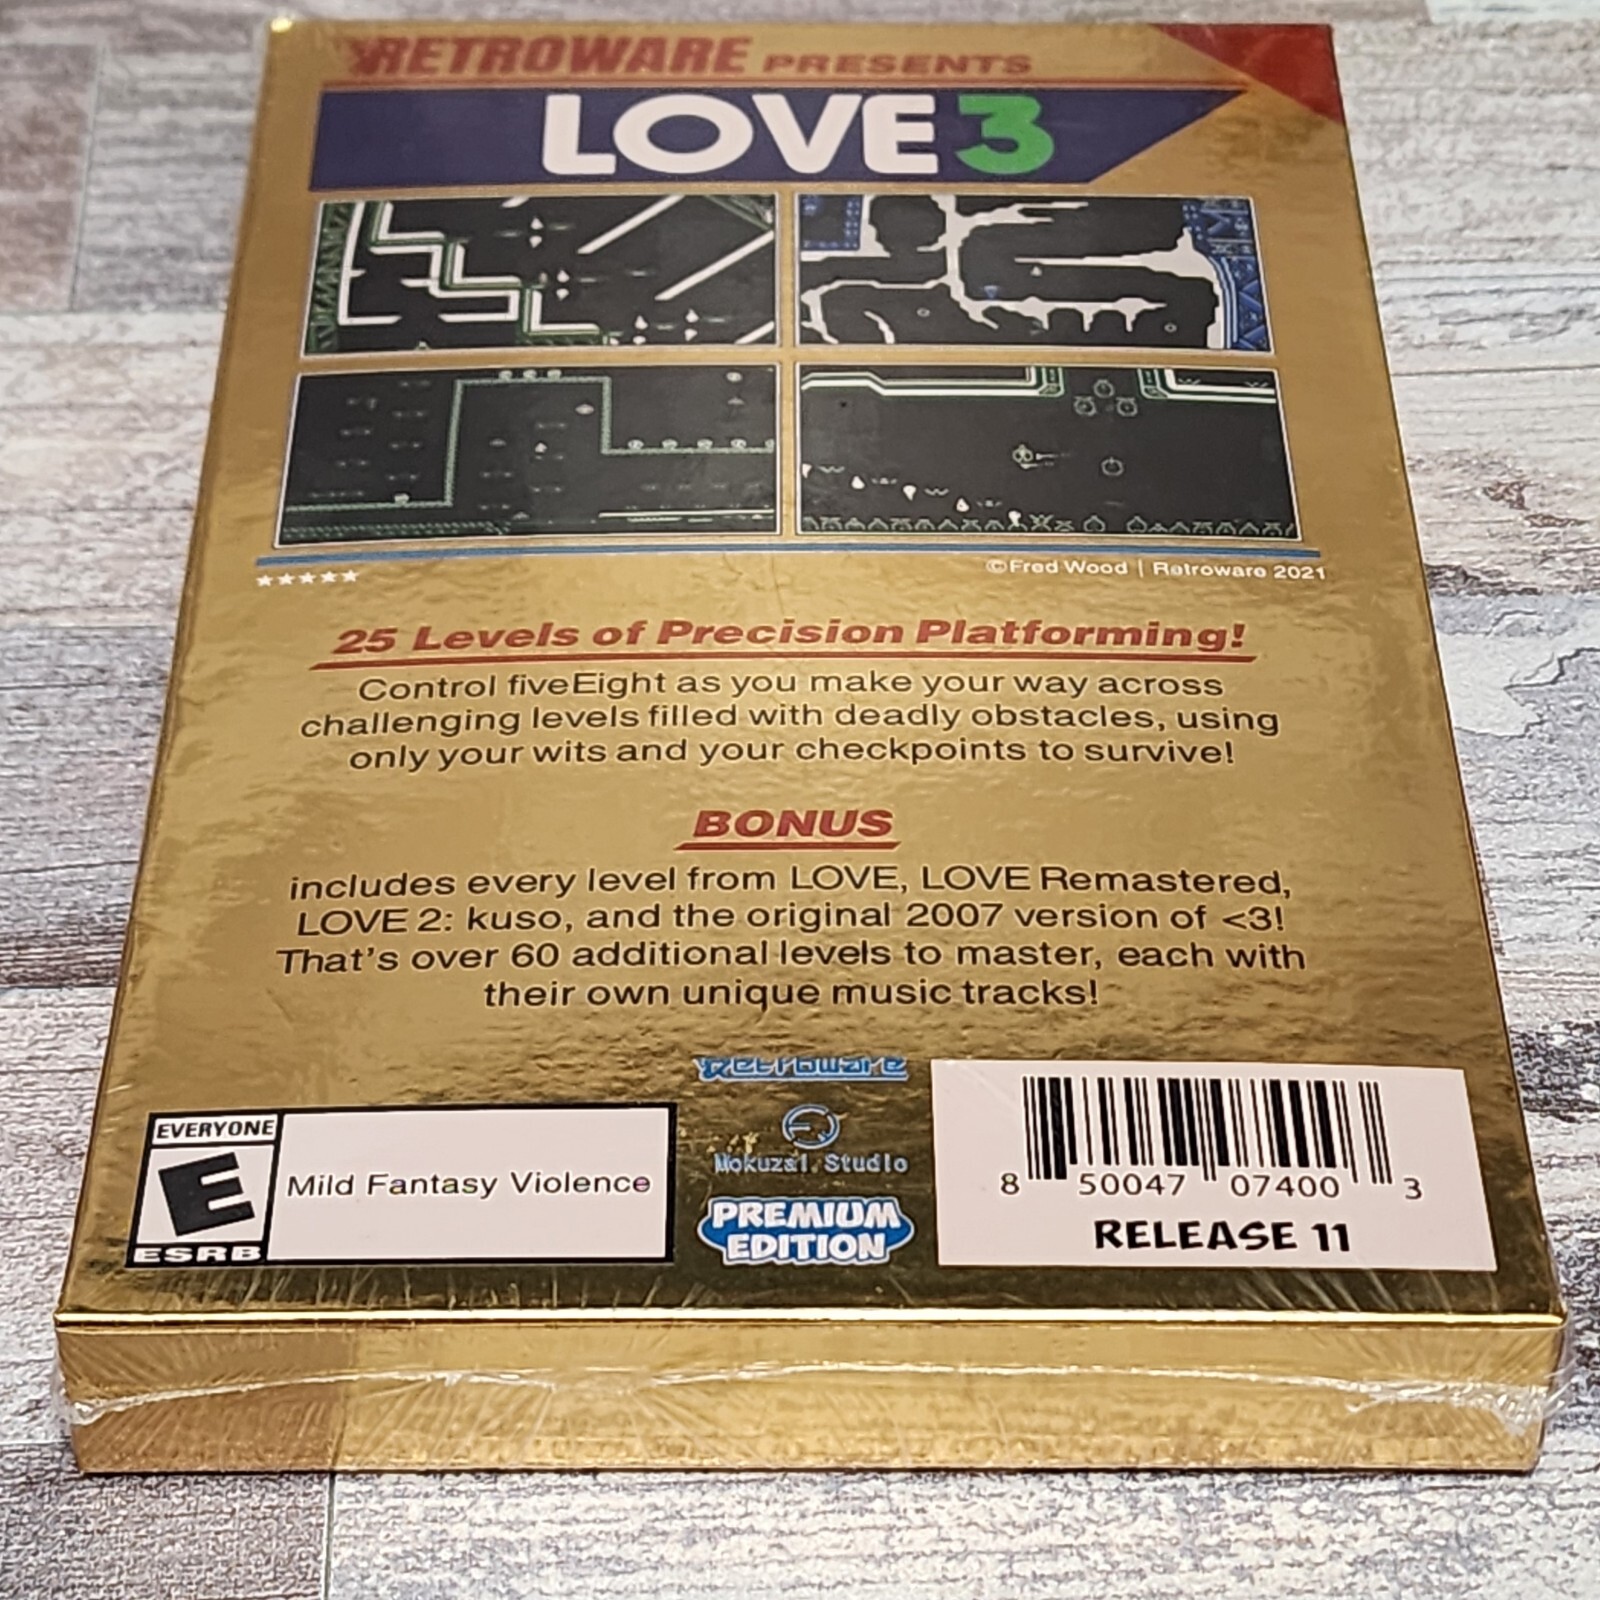 RETROWARE PRESENTS
LOVE3
©Fred Wood | Retroware 2021
25 Levels of Precision Platforming!
Control fiveEight as you make your way across
challenging levels filled with deadly obstacles, using
only your wits and your checkpoints to survive!
BONUS
includes every level from LOVE, LOVE Remastered,
LOVE 2: kuso, and the original 2007 version of <3!
That's over 60 additional levels to master, each with
their own unique music tracks!
Retroware
Mokuzai Studio
PREMIUM
EDITION
EVERYONE
E
ESRB
Mild Fantasy Violence
8 50047 07400 3
RELEASE 11